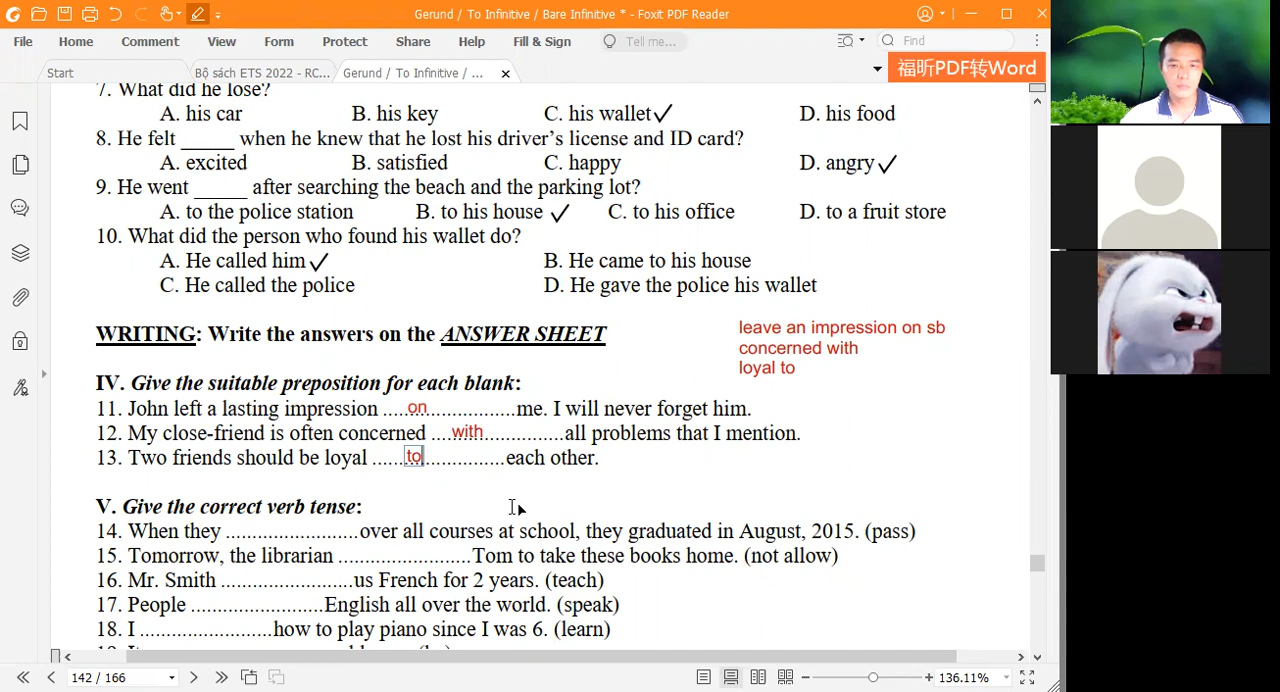 Gerund / To Infinitive / Bare Infinitive * - Foxit PDF Reader
File Home Comment View Form Protect Share Help Fill & Sign Tell me... Find
Start Bộ sách ETS 2022 - RC... Gerund / To Infinitive / ... 福昕PDF转Word
7. What did he lose?
A. his car B. his key C. his wallet✓ D. his food
8. He felt _____ when he knew that he lost his driver's license and ID card?
A. excited B. satisfied C. happy D. angry✓
9. He went _____ after searching the beach and the parking lot?
A. to the police station B. to his house ✓ C. to his office D. to a fruit store
10. What did the person who found his wallet do?
A. He called him✓ B. He came to his house
C. He called the police D. He gave the police his wallet
WRITING: Write the answers on the ANSWER SHEET
leave an impression on sb
concerned with
loyal to
IV. Give the suitable preposition for each blank:
11. John left a lasting impression ....on................me. I will never forget him.
12. My close-friend is often concerned ...with...............all problems that I mention.
13. Two friends should be loyal .....to...............each other.
V. Give the correct verb tense:
14. When they ........................over all courses at school, they graduated in August, 2015. (pass)
15. Tomorrow, the librarian ........................Tom to take these books home. (not allow)
16. Mr. Smith ........................us French for 2 years. (teach)
17. People ........................English all over the world. (speak)
18. I ........................how to play piano since I was 6. (learn)
142 / 166 136.11%